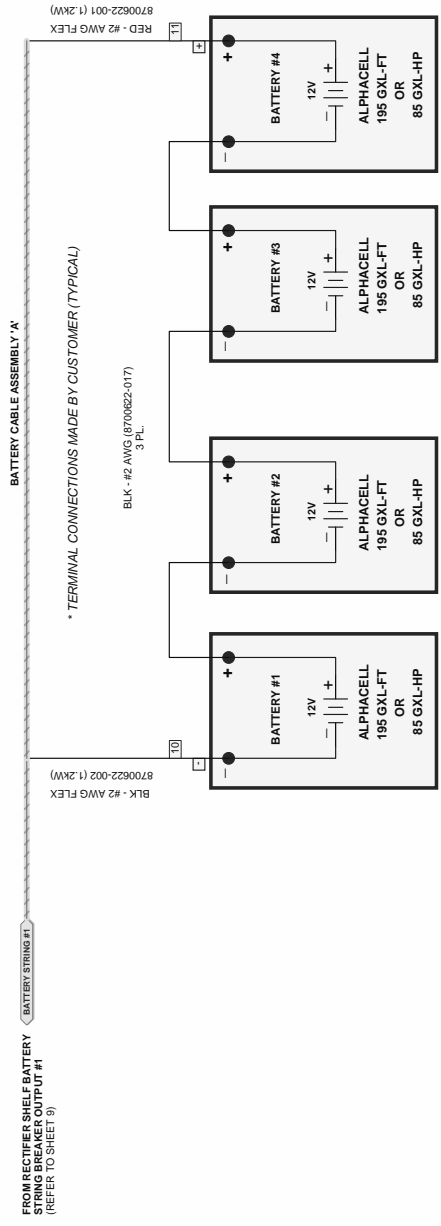 FROM RECTIFIER SHELF BATTERY
STRING BREAKER OUTPUT #1
(REFER TO SHEET 9)
BATTERY STRING #1
BATTERY CABLE ASSEMBLY 'A'
* TERMINAL CONNECTIONS MADE BY CUSTOMER (TYPICAL)
BLK - #2 AWG FLEX
8700622-002 (1.2kW)
10
-
BLK - #2 AWG (8700622-017)
3 PL.
RED - #2 AWG FLEX
8700622-001 (1.2kW)
11
+
– +
BATTERY #1
12V
– +
ALPHACELL
195 GXL-FT
OR
85 GXL-HP
– +
BATTERY #2
12V
– +
ALPHACELL
195 GXL-FT
OR
85 GXL-HP
– +
BATTERY #3
12V
– +
ALPHACELL
195 GXL-FT
OR
85 GXL-HP
– +
BATTERY #4
12V
– +
ALPHACELL
195 GXL-FT
OR
85 GXL-HP